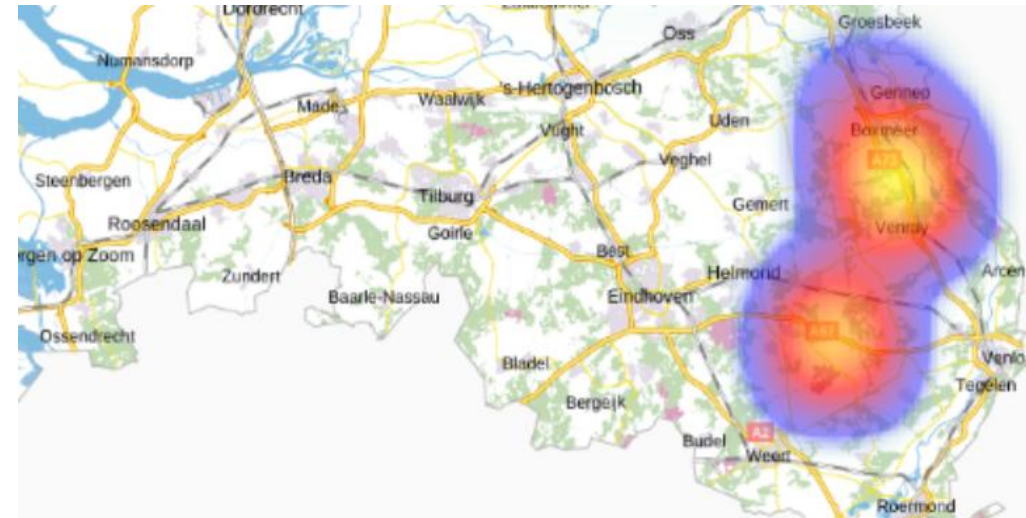 Dordrecht
Groesbeek
Oss
Numansdorp
's-Hertogenbosch
Gennep
Made
Waalwijk
Uden
Vught
Boxmeer
Veghel
A73
Steenbergen
Breda
Tilburg
Gemert
Roosendaal
Goirle
Venray
rgen op Zoom
Best
Zundert
Helmond
Arcen
Baarle-Nassau
Eindhoven
Ossendrecht
A67
Bladel
Venlo
Tegelen
Bergeijk
A2
Budel
Weert
Roermond